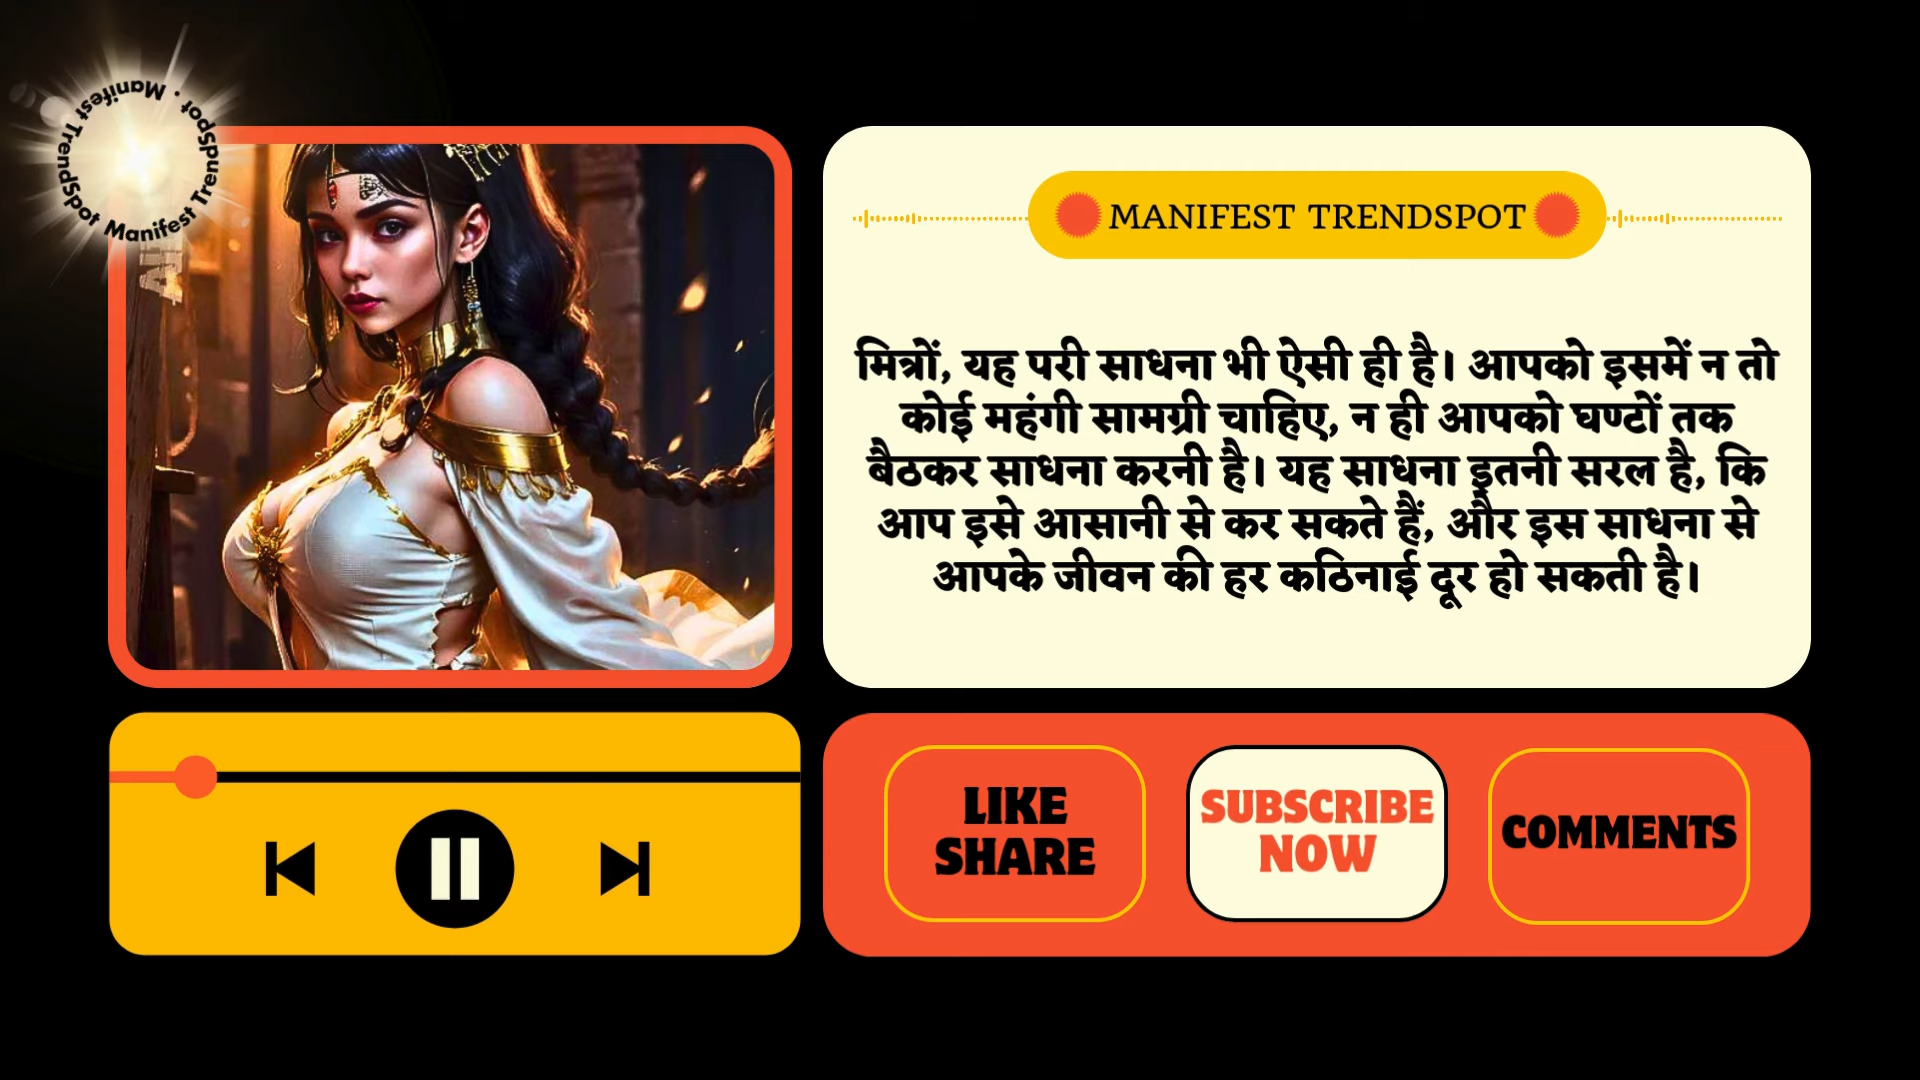 Manifest TrendSpot Manifest TrendSpot .
MANIFEST TRENDSPOT
मित्रों, यह परी साधना भी ऐसी ही है। आपको इसमें न तो
कोई महंगी सामग्री चाहिए, न ही आपको घण्टों तक
बैठकर साधना करनी है। यह साधना इतनी सरल है, कि
आप इसे आसानी से कर सकते हैं, और इस साधना से
आपके जीवन की हर कठिनाई दूर हो सकती है।
LIKE
SHARE
SUBSCRIBE
NOW
COMMENTS